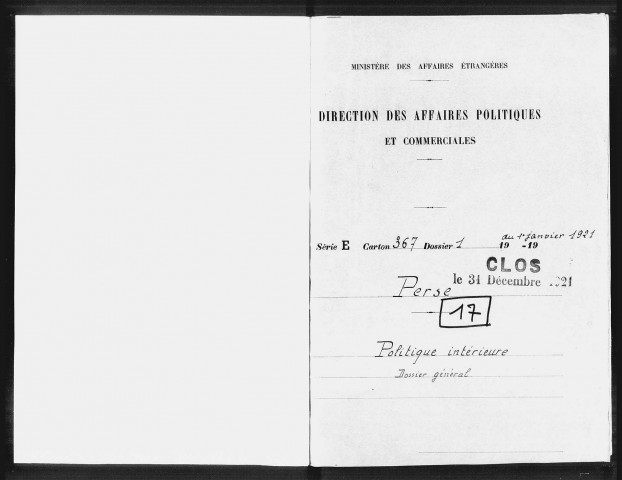 MINISTÈRE DES AFFAIRES ÉTRANGÈRES
DIRECTION DES AFFAIRES POLITIQUES
ET COMMERCIALES
du 1er Janvier 1921
Série E Carton 367 Dossier 1 19 -19
CLOS
le 31 Décembre 1921
Perse
17
Politique intérieure
Dossier général